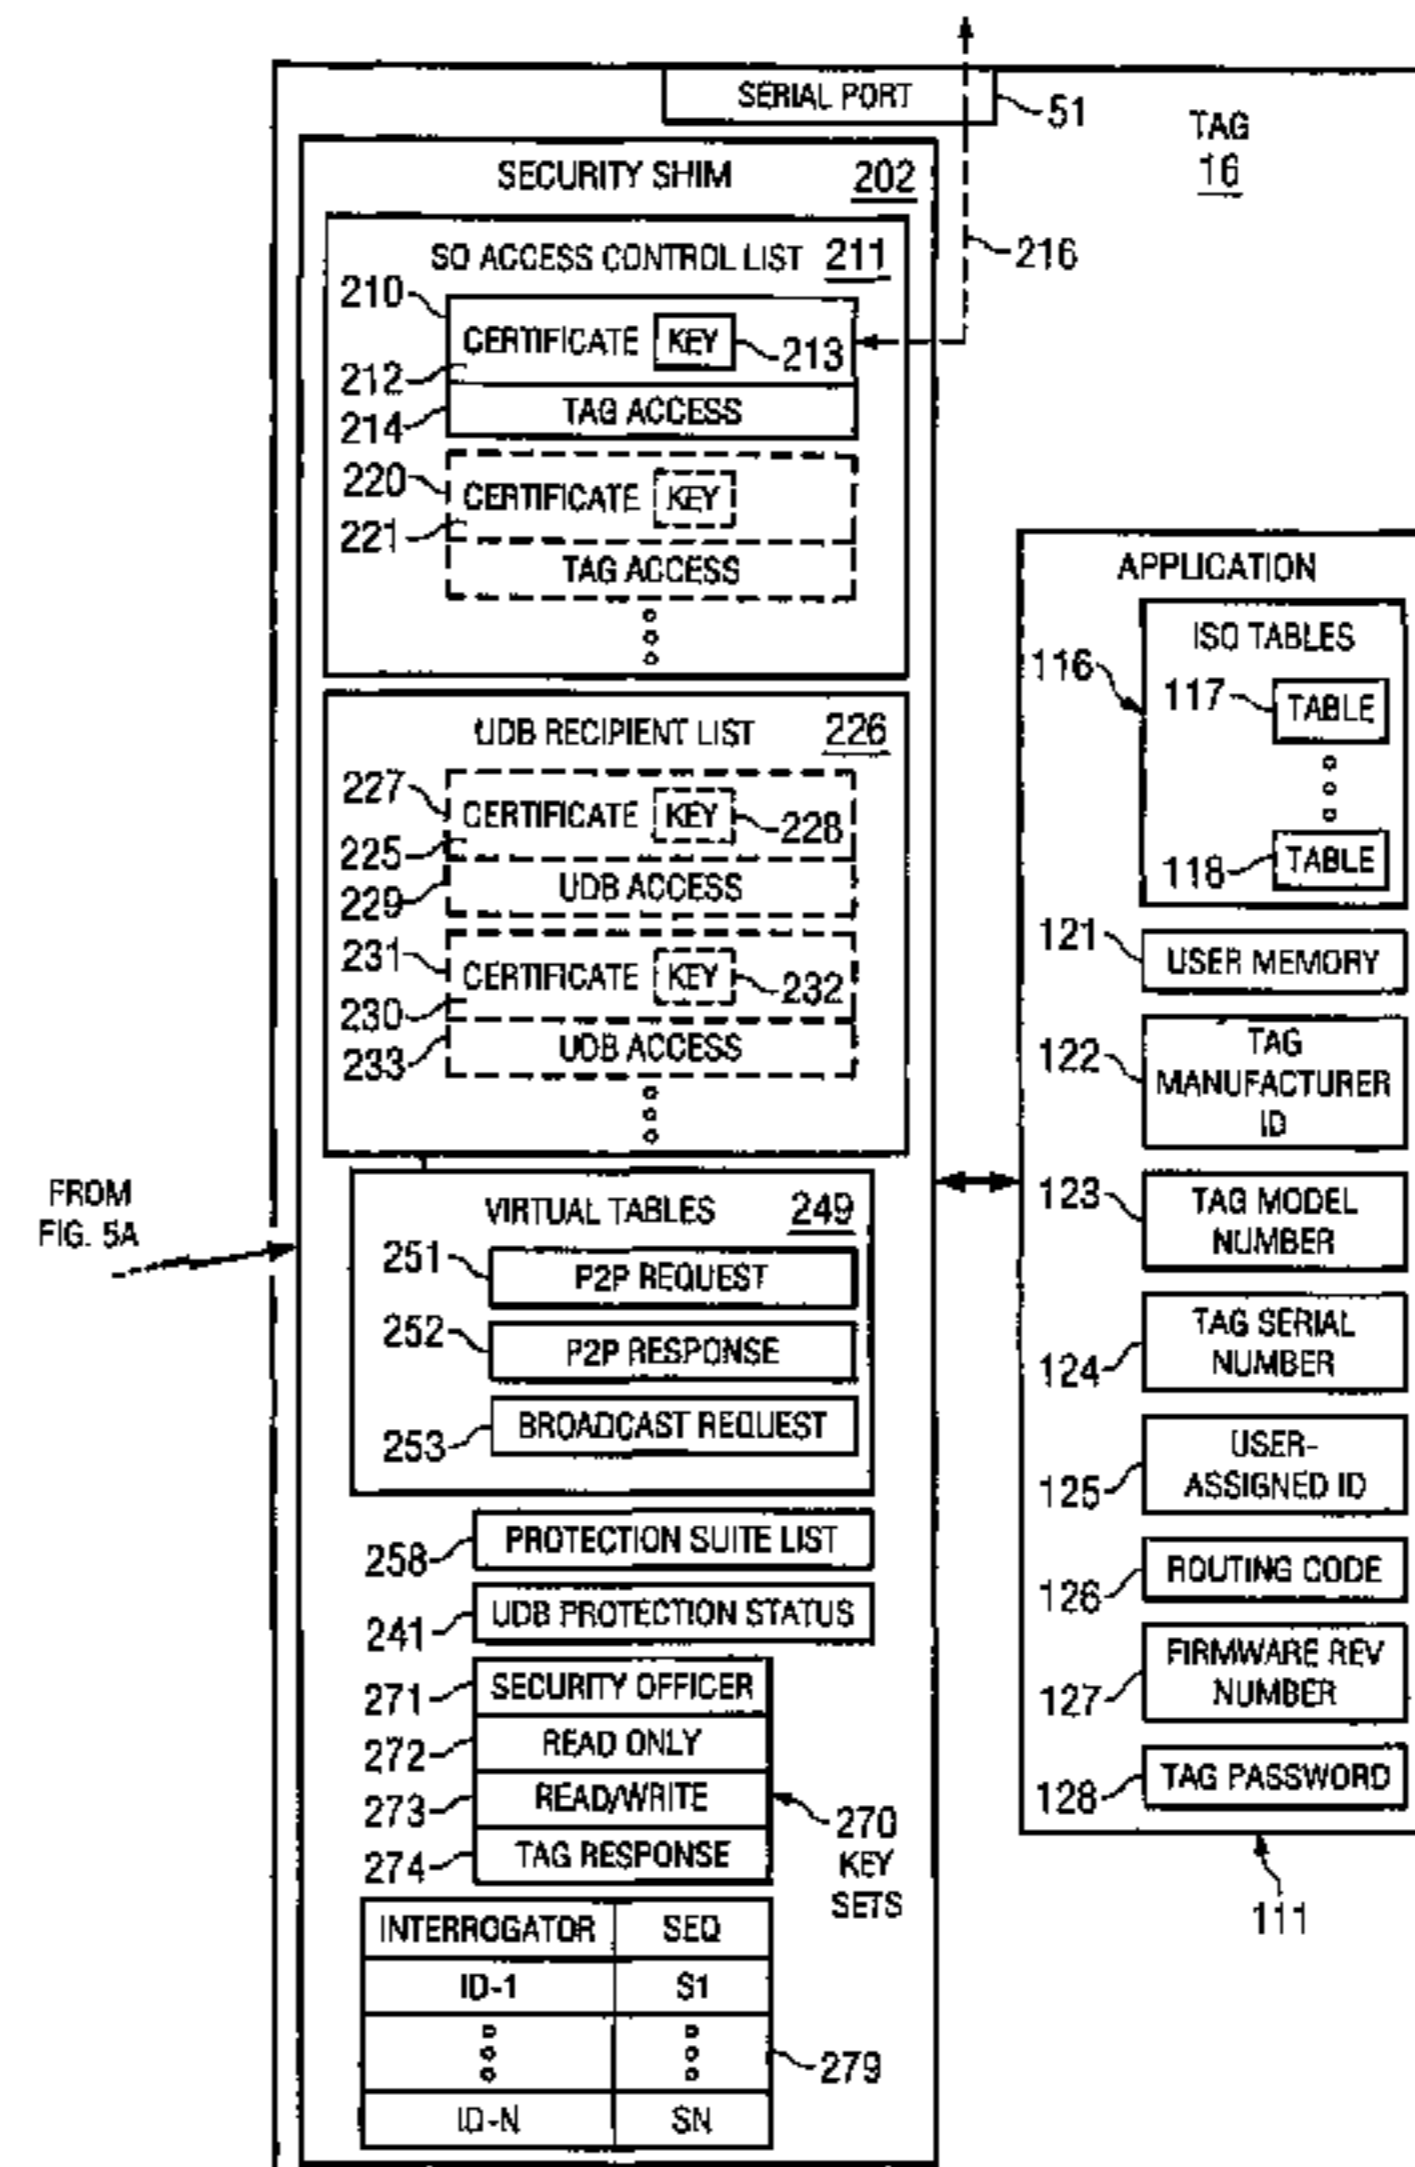 SERIAL PORT
51
TAG
16
SECURITY SHIM 202
SO ACCESS CONTROL LIST 211
216
210
CERTIFICATE KEY 213
212
214 TAG ACCESS
220
CERTIFICATE KEY
221
TAG ACCESS
UDB RECIPIENT LIST 226
227
CERTIFICATE KEY 228
225
229 UDB ACCESS
231
CERTIFICATE KEY 232
230
233 UDB ACCESS
FROM
FIG. 5A
VIRTUAL TABLES 249
251 P2P REQUEST
252 P2P RESPONSE
253 BROADCAST REQUEST
258 PROTECTION SUITE LIST
241 UDB PROTECTION STATUS
271 SECURITY OFFICER
272 READ ONLY
273 READ/WRITE
274 TAG RESPONSE
270
KEY
SETS
INTERROGATOR SEQ
ID-1 S1
279
ID-N SN
APPLICATION
ISO TABLES
116
117 TABLE
118 TABLE
121 USER MEMORY
122 TAG
MANUFACTURER
ID
123 TAG MODEL
NUMBER
124 TAG SERIAL
NUMBER
125 USER-
ASSIGNED ID
126 ROUTING CODE
127 FIRMWARE REV
NUMBER
128 TAG PASSWORD
111